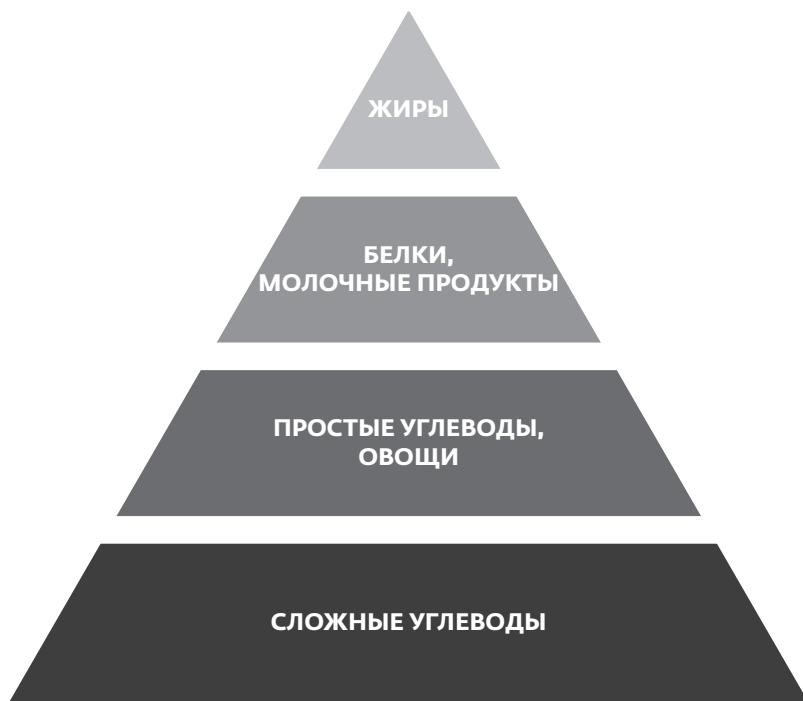 ЖИРЫ
БЕЛКИ,
МОЛОЧНЫЕ ПРОДУКТЫ
ПРОСТЫЕ УГЛЕВОДЫ,
ОВОЩИ
СЛОЖНЫЕ УГЛЕВОДЫ